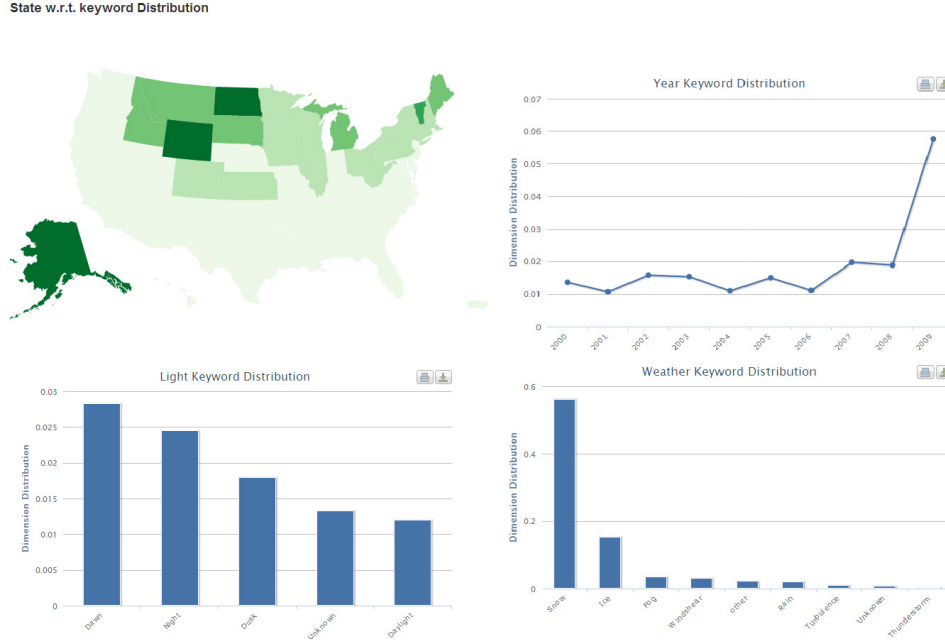 State w.r.t. keyword Distribution
Year Keyword Distribution
Dimension Distribution
0.07
0.06
0.05
0.04
0.03
0.02
0.01
0
2000
2001
2002
2003
2004
2005
2006
2007
2008
2009
Light Keyword Distribution
Dimension Distribution
0.03
0.025
0.02
0.015
0.01
0.005
0
Dawn
Night
Dusk
Unknown
Daylight
Weather Keyword Distribution
Dimension Distribution
0.6
0.4
0.2
0
Snow
Ice
Fog
Windshear
other
Rain
Turbulence
Unknown
Thunderstorm